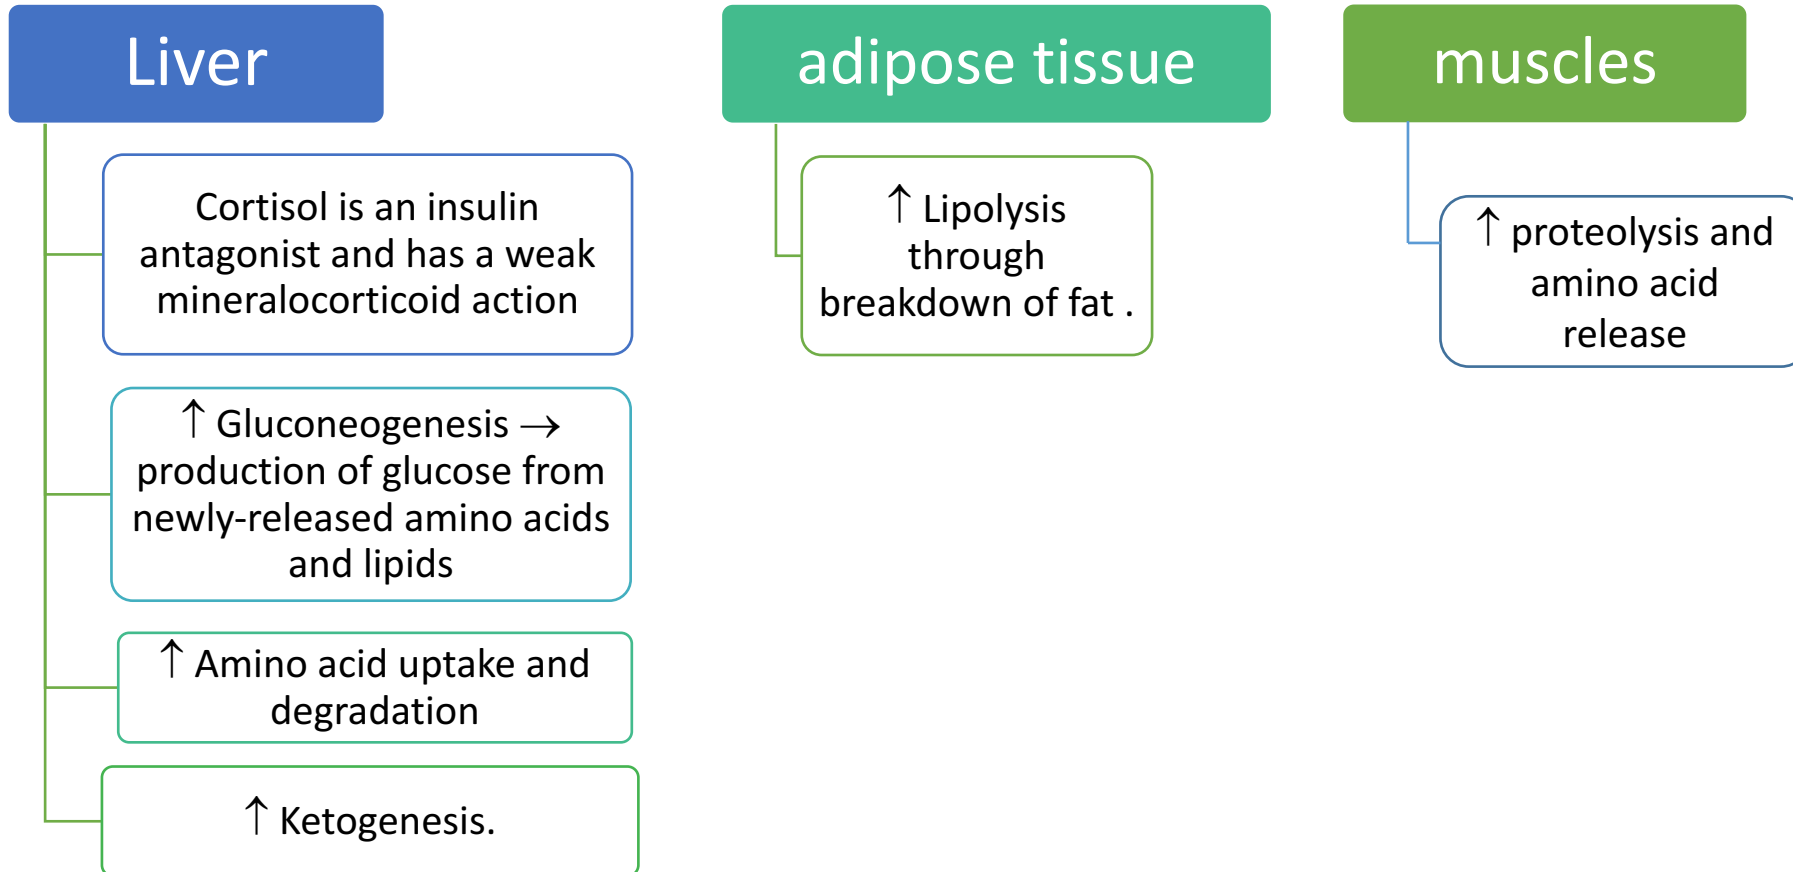 Liver
Cortisol is an insulin
antagonist and has a weak
mineralocorticoid action
↑ Gluconeogenesis →
production of glucose from
newly-released amino acids
and lipids
↑ Amino acid uptake and
degradation
↑ Ketogenesis.
adipose tissue
↑ Lipolysis
through
breakdown of fat .
muscles
↑ proteolysis and
amino acid
release